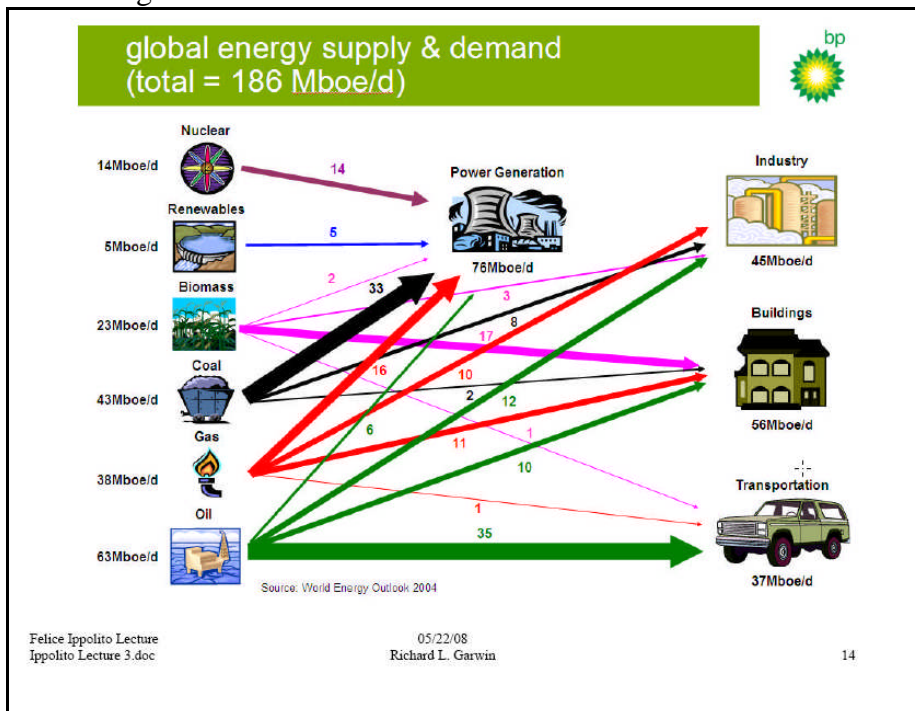 global energy supply & demand
(total = 186 Mboe/d)
bp
Nuclear
14Mboe/d
14
Power Generation
76Mboe/d
Industry
45Mboe/d
Renewables
5Mboe/d
5
Biomass
23Mboe/d
2
3
17
1
Buildings
56Mboe/d
Coal
43Mboe/d
33
8
2
Gas
38Mboe/d
16
10
11
1
Oil
63Mboe/d
6
12
10
35
Transportation
37Mboe/d
Source: World Energy Outlook 2004
Felice Ippolito Lecture
Ippolito Lecture 3.doc
05/22/08
Richard L. Garwin
14